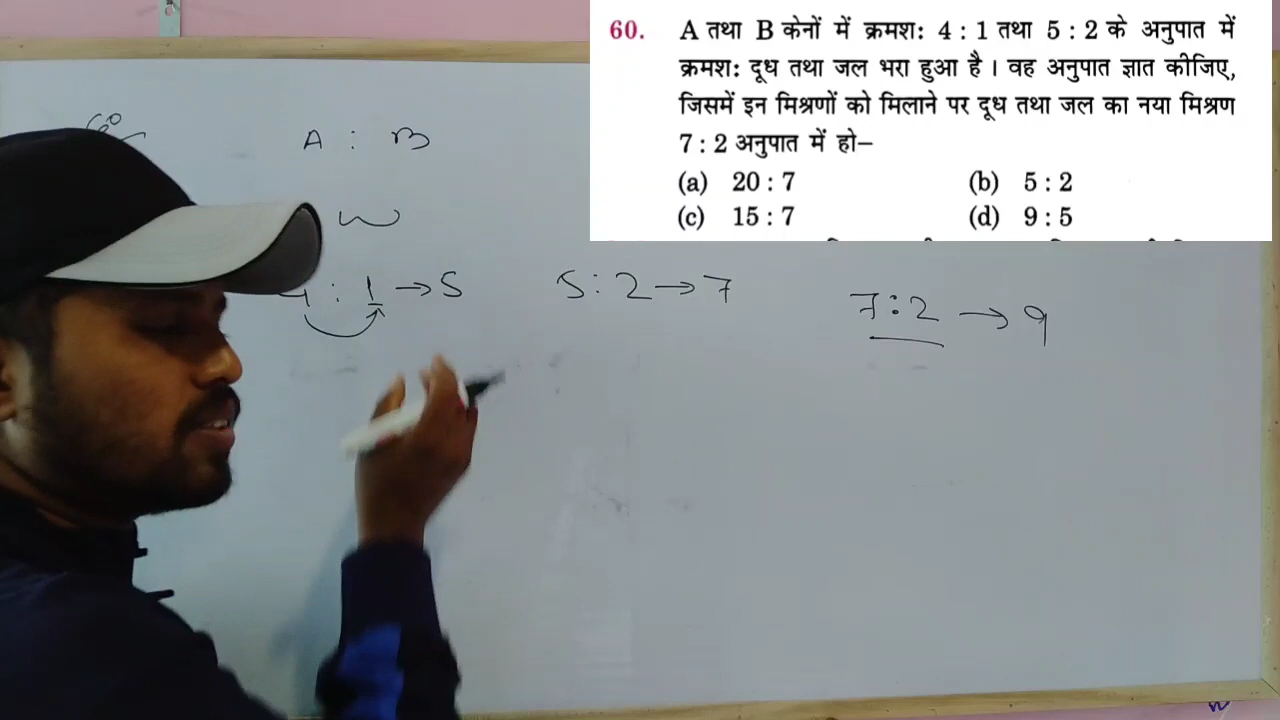 60. A तथा B केनों में क्रमश: 4 : 1 तथा 5 : 2 के अनुपात में
क्रमश: दूध तथा जल भरा हुआ है । वह अनुपात ज्ञात कीजिए,
जिसमें इन मिश्रणों को मिलाने पर दूध तथा जल का नया मिश्रण
7 : 2 अनुपात में हो–
(a) 20 : 7 (b) 5 : 2
(c) 15 : 7 (d) 9 : 5
60
A : B
W
4 : 1 → 5 5 : 2 → 7 7 : 2 → 9